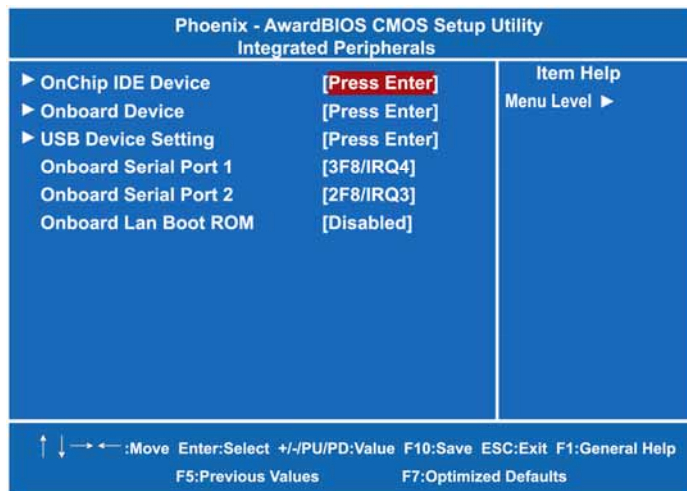 Phoenix - AwardBIOS CMOS Setup Utility
Integrated Peripherals
▶ OnChip IDE Device [Press Enter]
▶ Onboard Device [Press Enter]
▶ USB Device Setting [Press Enter]
Onboard Serial Port 1 [3F8/IRQ4]
Onboard Serial Port 2 [2F8/IRQ3]
Onboard Lan Boot ROM [Disabled]
Item Help
Menu Level ▶
↑ ↓ → ← :Move Enter:Select +/-/PU/PD:Value F10:Save ESC:Exit F1:General Help
F5:Previous Values F7:Optimized Defaults